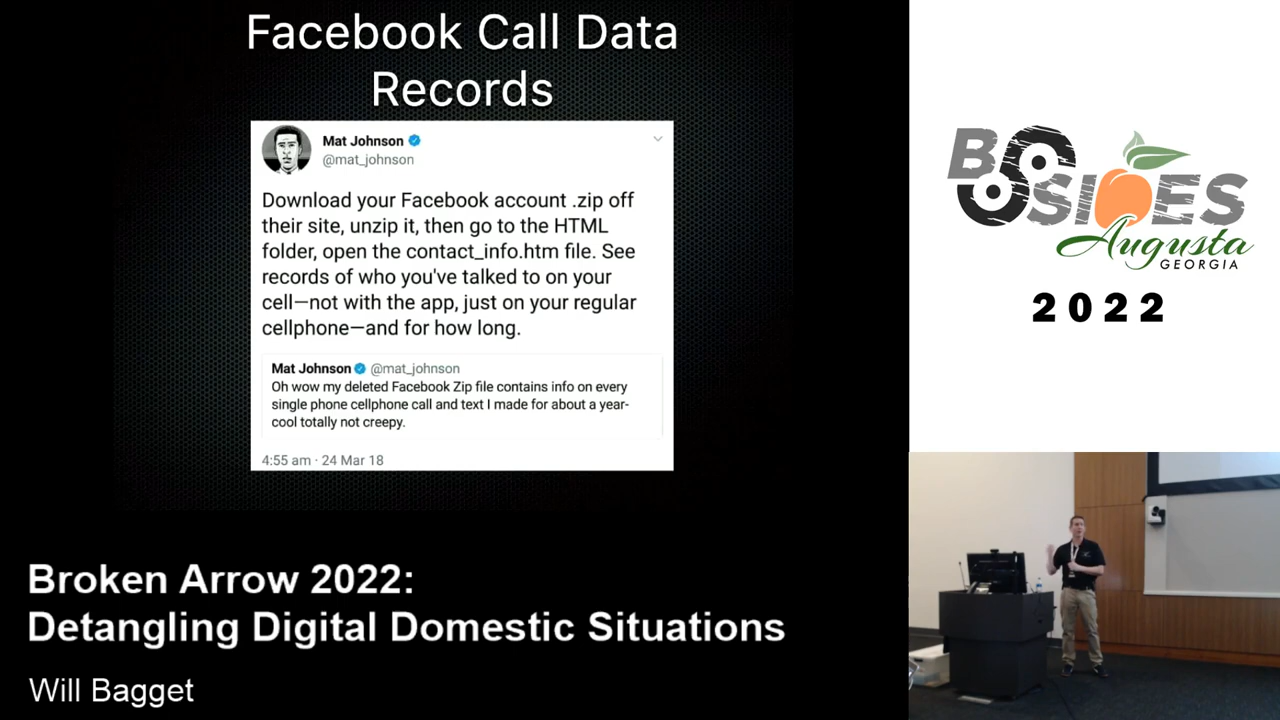 Facebook Call Data
Records
Mat Johnson
@mat_johnson
Download your Facebook account .zip off
their site, unzip it, then go to the HTML
folder, open the contact_info.htm file. See
records of who you've talked to on your
cell—not with the app, just on your regular
cellphone—and for how long.
Mat Johnson @mat_johnson
Oh wow my deleted Facebook Zip file contains info on every
single phone cellphone call and text I made for about a year-
cool totally not creepy.
4:55 am · 24 Mar 18
BSIDES
Augusta
GEORGIA
2022
Broken Arrow 2022:
Detangling Digital Domestic Situations
Will Bagget